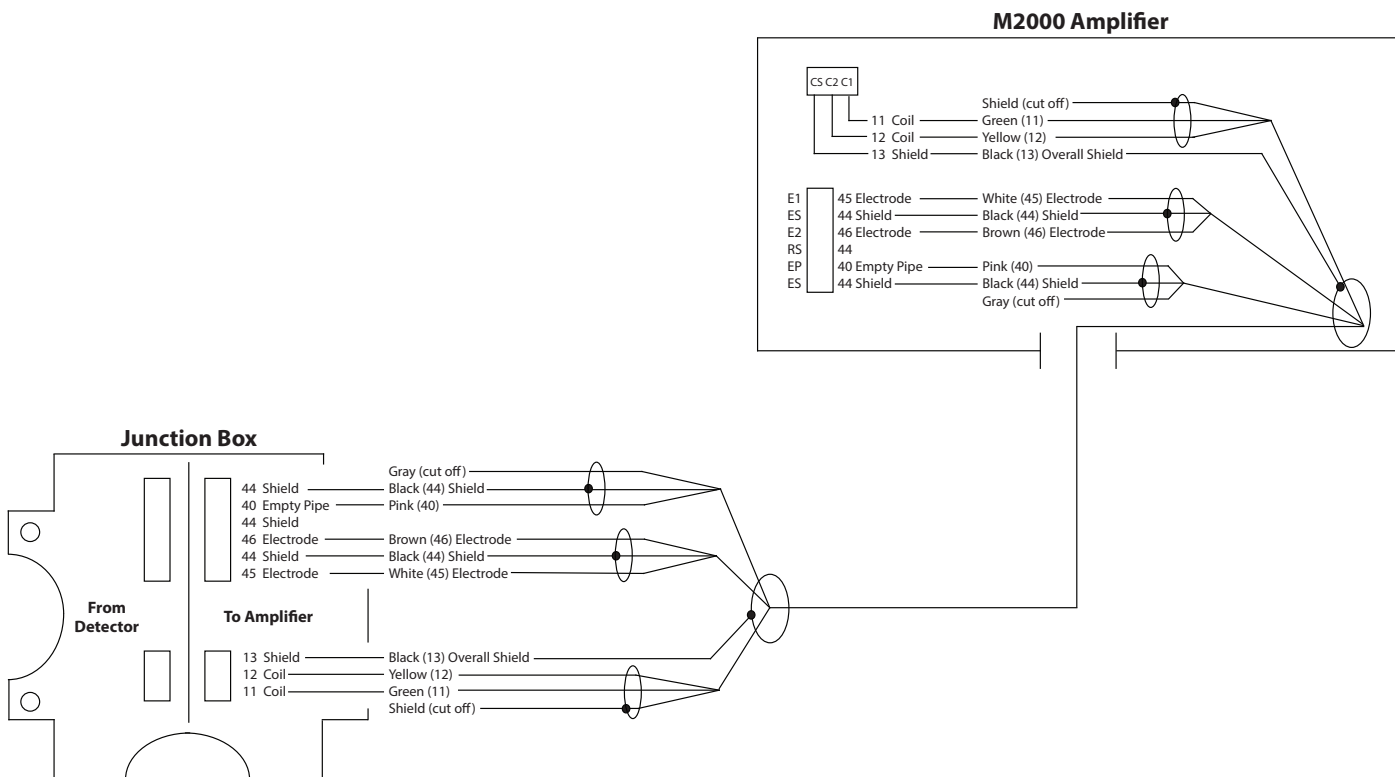 M2000 Amplifier
CS C2 C1
Shield (cut off)
11 Coil Green (11)
12 Coil Yellow (12)
13 Shield Black (13) Overall Shield
E1 45 Electrode White (45) Electrode
ES 44 Shield Black (44) Shield
E2 46 Electrode Brown (46) Electrode
RS 44
EP 40 Empty Pipe Pink (40)
ES 44 Shield Black (44) Shield
Gray (cut off)
Junction Box
Gray (cut off)
44 Shield Black (44) Shield
40 Empty Pipe Pink (40)
44 Shield
46 Electrode Brown (46) Electrode
44 Shield Black (44) Shield
45 Electrode White (45) Electrode
From
Detector
To Amplifier
13 Shield Black (13) Overall Shield
12 Coil Yellow (12)
11 Coil Green (11)
Shield (cut off)